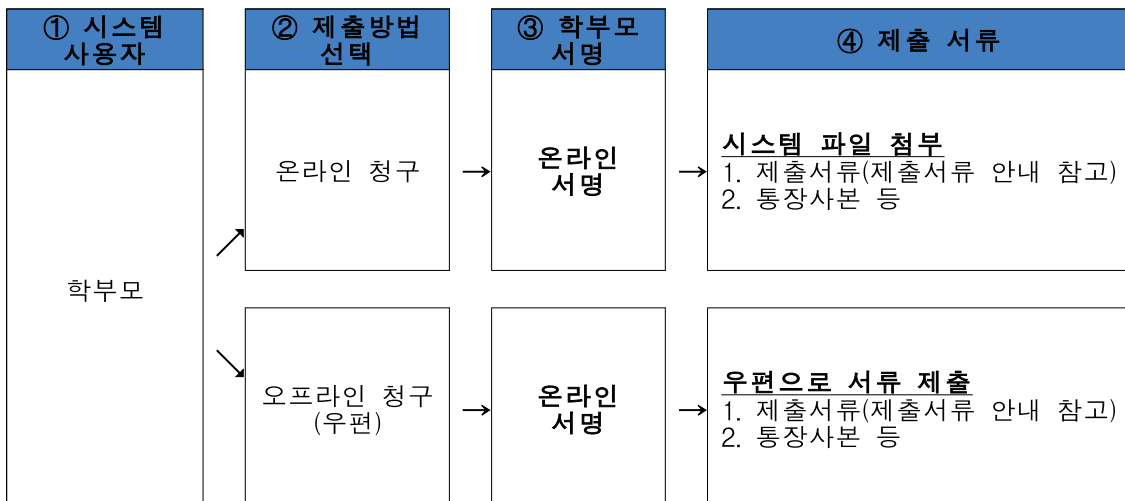 ① 시스템
사용자
② 제출방법
선택
③ 학부모
서명
④ 제출 서류
학부모
온라인 청구
→
온라인
서명
→
시스템 파일 첨부
1. 제출서류(제출서류 안내 참고)
2. 통장사본 등
오프라인 청구
(우편)
→
온라인
서명
→
우편으로 서류 제출
1. 제출서류(제출서류 안내 참고)
2. 통장사본 등